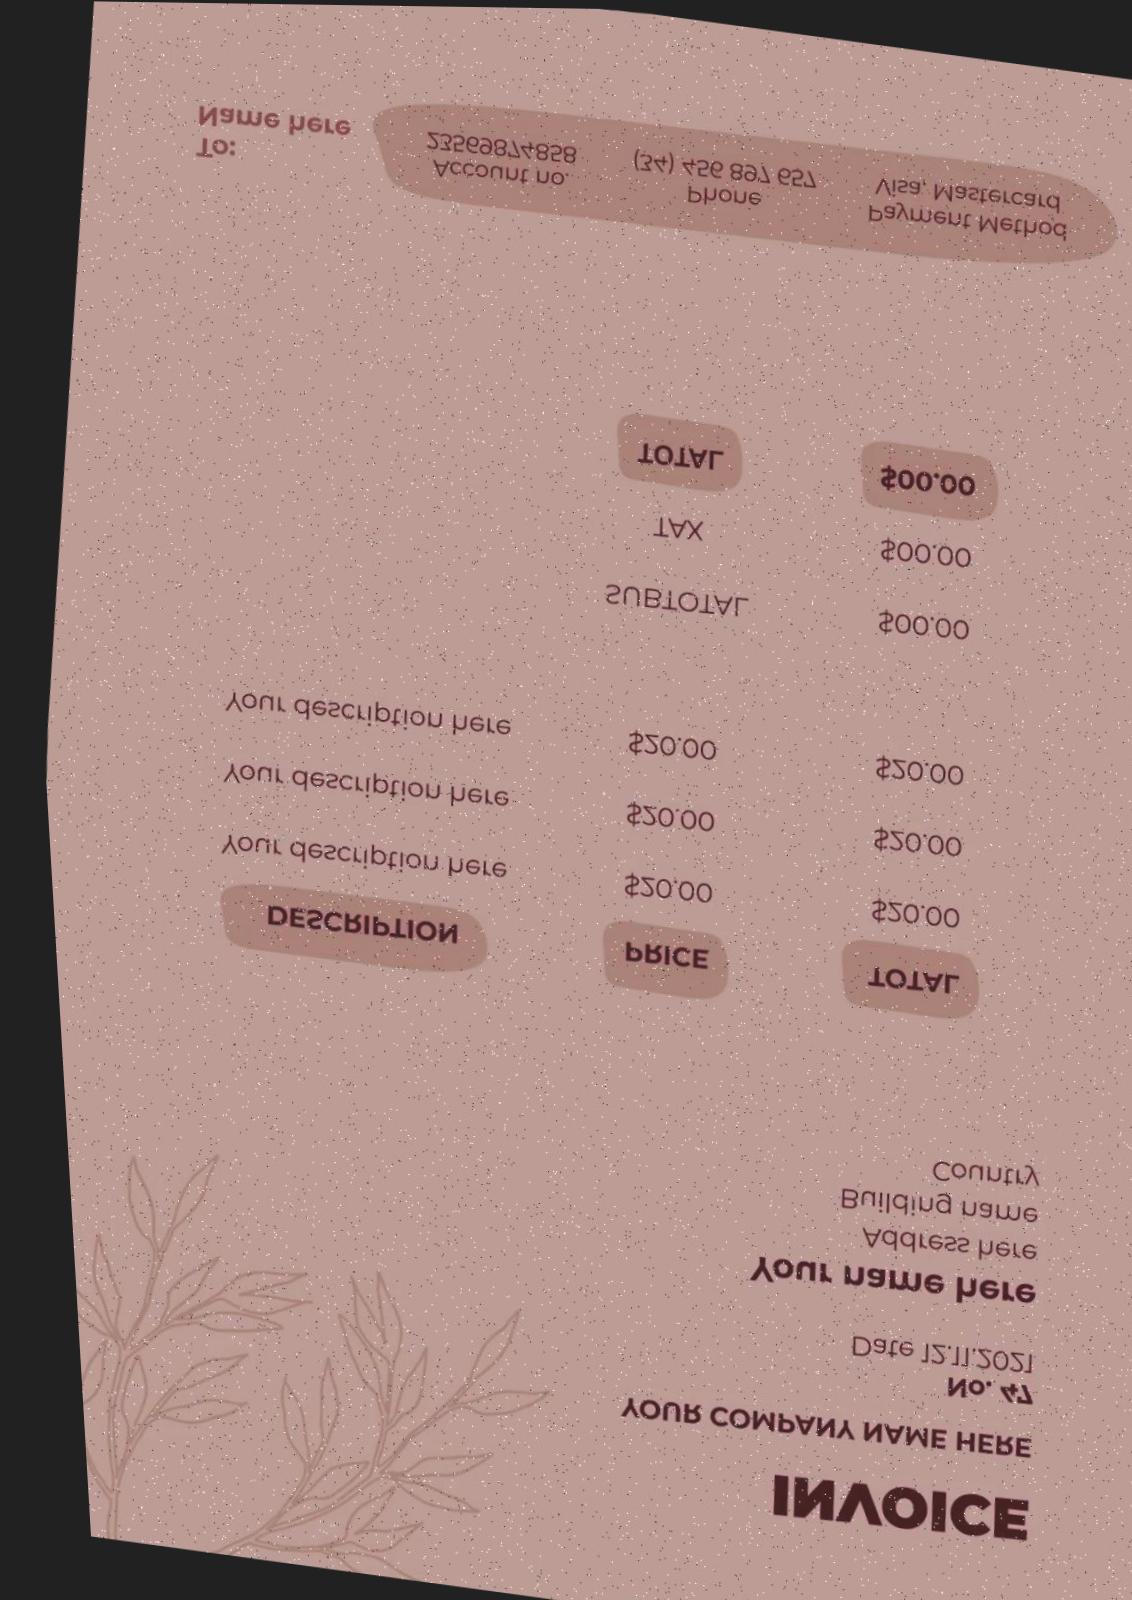 INVOICE
YOUR COMPANY NAME HERE
No. 47
Date 12.11.2021
Your name here
Address here
Building name
Country
DESCRIPTION PRICE TOTAL
Your description here $20.00 $20.00
Your description here $20.00 $20.00
Your description here $20.00 $20.00
SUBTOTAL $00.00
TAX $00.00
TOTAL $00.00
To:
Name here
Account no.
23569874858
Phone
(34) 456 897 657
Payment Method
Visa, Mastercard